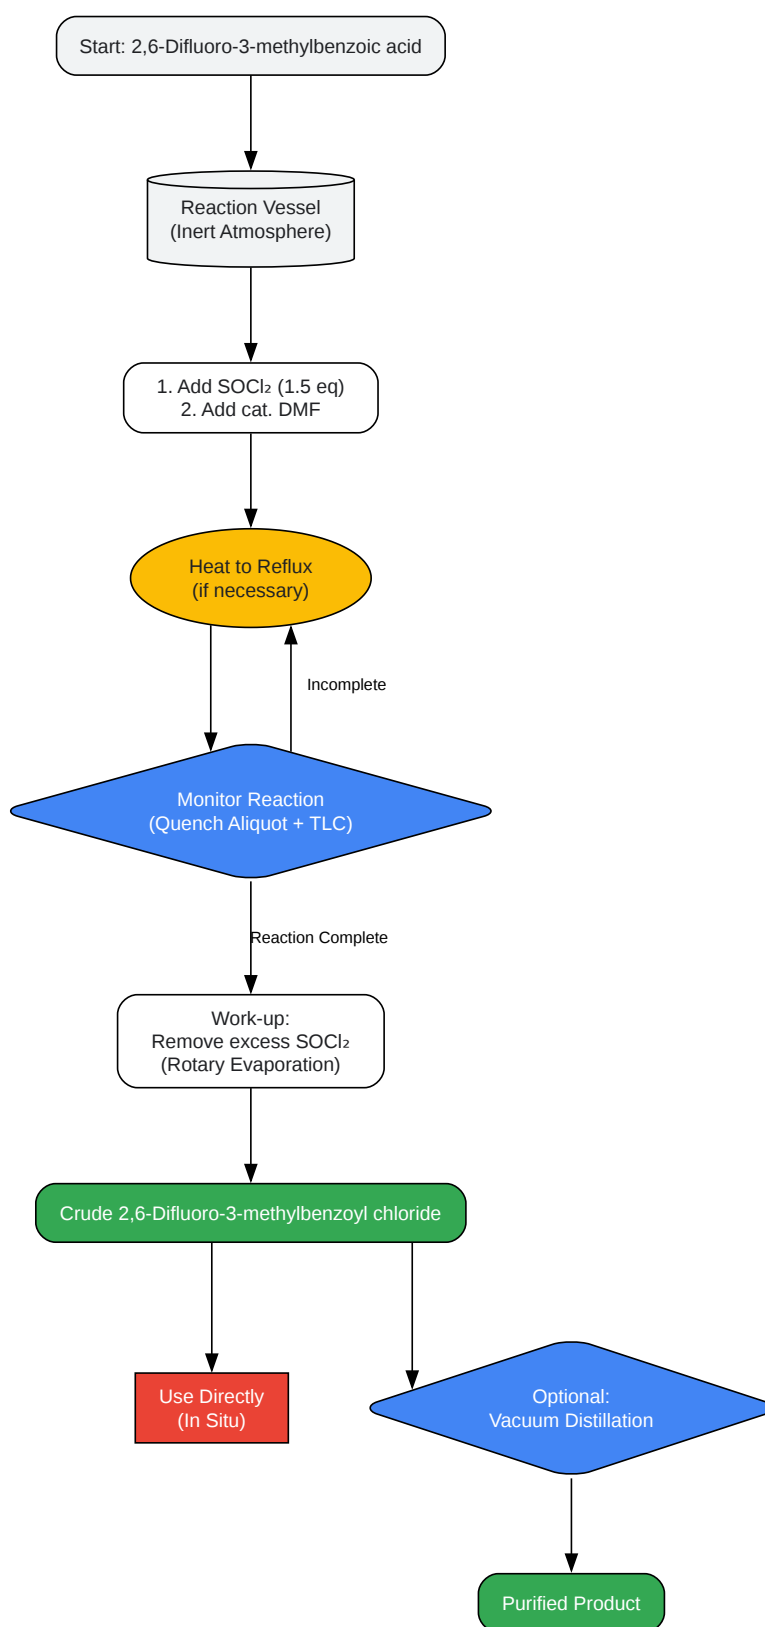 Start: 2,6-Difluoro-3-methylbenzoic acid
Reaction Vessel
(Inert Atmosphere)
1. Add SOCl₂ (1.5 eq)
2. Add cat. DMF
Heat to Reflux
(if necessary)
Incomplete
Monitor Reaction
(Quench Aliquot + TLC)
Reaction Complete
Work-up:
Remove excess SOCl₂
(Rotary Evaporation)
Crude 2,6-Difluoro-3-methylbenzoyl chloride
Use Directly
(In Situ)
Optional:
Vacuum Distillation
Purified Product